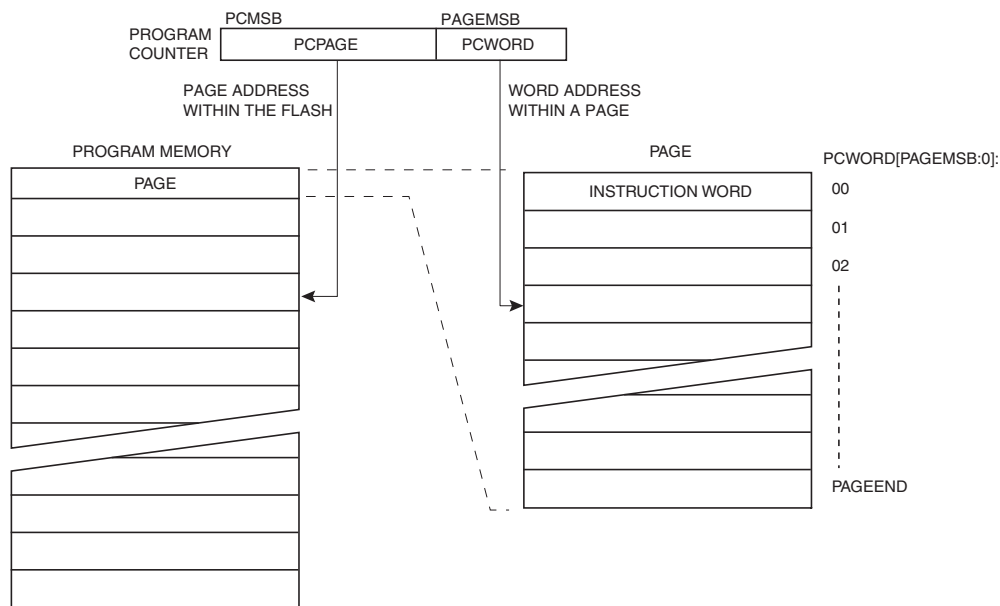 PCMSB
PAGEMSB
PROGRAM
COUNTER
PCPAGE
PCWORD
PAGE ADDRESS
WITHIN THE FLASH
WORD ADDRESS
WITHIN A PAGE
PROGRAM MEMORY
PAGE
PAGE
INSTRUCTION WORD
PCWORD[PAGEMSB:0]:
00
01
02
PAGEEND